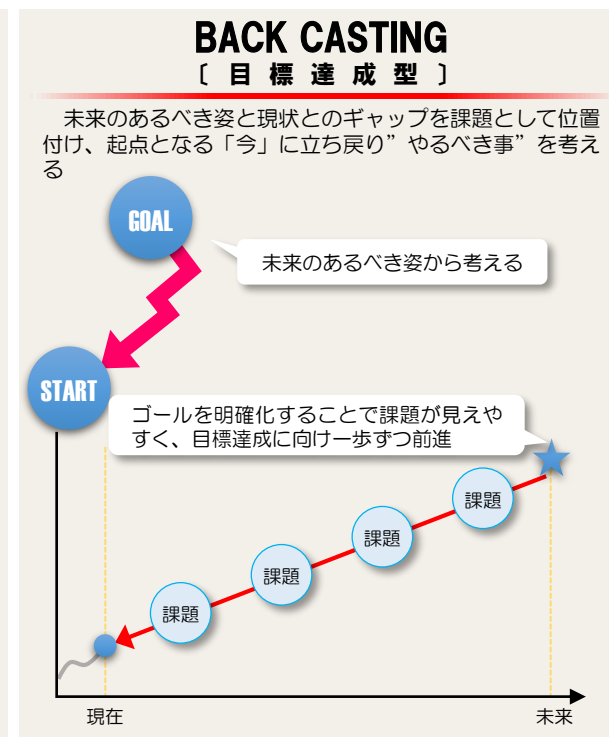 BACK CASTING
〔 目 標 達 成 型 〕
未来のあるべき姿と現状とのギャップを課題として位置
付け、起点となる「今」に立ち戻り”やるべき事”を考え
る
GOAL
未来のあるべき姿から考える
START
ゴールを明確化することで課題が見えや
すく、目標達成に向け一歩ずつ前進
課題
課題
課題
課題
現在
未来